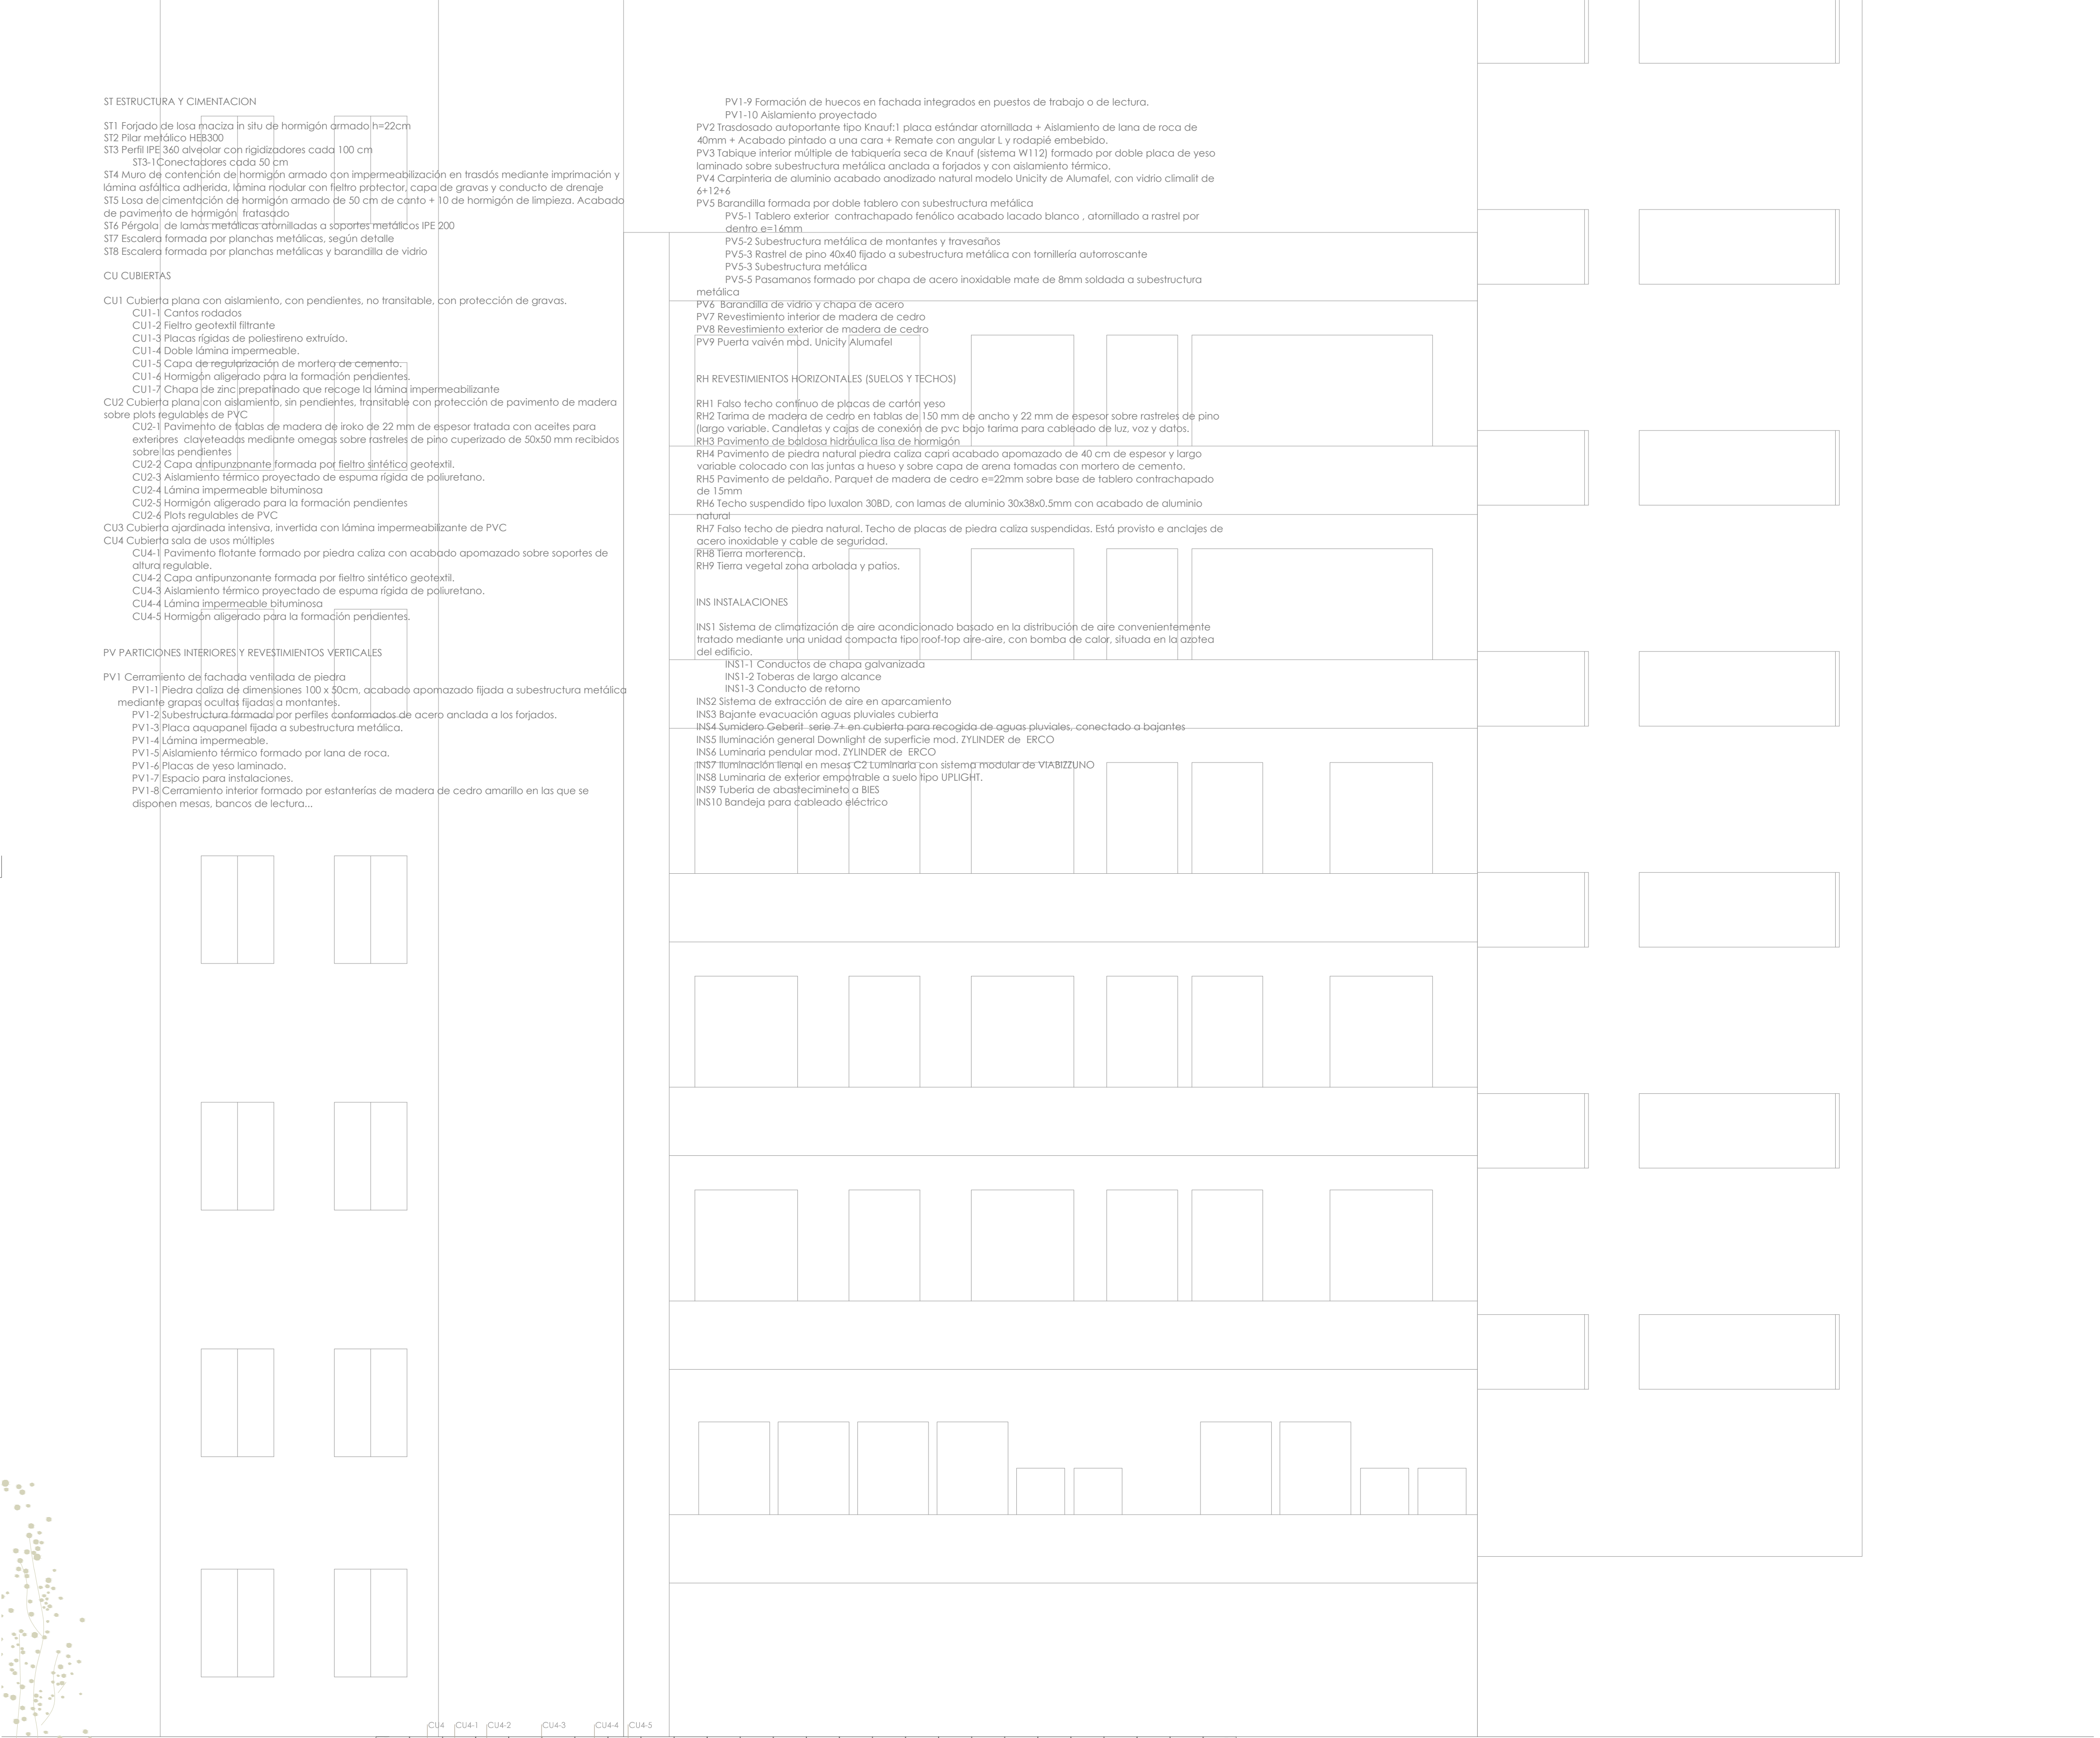 ST ESTRUCTURA Y CIMENTACION
ST1 Forjado de losa maciza in situ de hormigón armado h=22cm
ST2 Pilar metálico HEB300
ST3 Perfil IPE 360 alveolar con rigidizadores cada 100 cm
ST3-1Conectadores cada 50 cm
ST4 Muro de contención de hormigón armado con impermeabilización en trasdós mediante imprimación y
lámina asfáltica adherida, lámina nodular con fieltro protector, capa de gravas y conducto de drenaje
ST5 Losa de cimentación de hormigón armado de 50 cm de canto + 10 de hormigón de limpieza. Acabado
de pavimento de hormigón  fratasado
ST6 Pérgola  de lamas metálicas atornilladas a soportes metálicos IPE 200
ST7 Escalera formada por planchas metálicas, según detalle
ST8 Escalera formada por planchas metálicas y barandilla de vidrio
CU CUBIERTAS
CU1 Cubierta plana con aislamiento, con pendientes, no transitable, con protección de gravas.
CU1-1 Cantos rodados
CU1-2 Fieltro geotextil filtrante
CU1-3 Placas rígidas de poliestireno extruído.
CU1-4 Doble lámina impermeable.
CU1-5 Capa de regularización de mortero de cemento.
CU1-6 Hormigón aligerado para la formación pendientes.
CU1-7 Chapa de zinc prepatinado que recoge la lámina impermeabilizante
CU2 Cubierta plana con aislamiento, sin pendientes, transitable con protección de pavimento de madera
sobre plots regulables de PVC
CU2-1 Pavimento de tablas de madera de iroko de 22 mm de espesor tratada con aceites para
exteriores  claveteadas mediante omegas sobre rastreles de pino cuperizado de 50x50 mm recibidos
sobre las pendientes
CU2-2 Capa antipunzonante formada por fieltro sintético geotextil.
CU2-3 Aislamiento térmico proyectado de espuma rígida de poliuretano.
CU2-4 Lámina impermeable bituminosa
CU2-5 Hormigón aligerado para la formación pendientes
CU2-6 Plots regulables de PVC
CU3 Cubierta ajardinada intensiva, invertida con lámina impermeabilizante de PVC
CU4 Cubierta sala de usos múltiples
CU4-1 Pavimento flotante formado por piedra caliza con acabado apomazado sobre soportes de
altura regulable.
CU4-2 Capa antipunzonante formada por fieltro sintético geotextil.
CU4-3 Aislamiento térmico proyectado de espuma rígida de poliuretano.
CU4-4 Lámina impermeable bituminosa
CU4-5 Hormigón aligerado para la formación pendientes.
PV PARTICIONES INTERIORES Y REVESTIMIENTOS VERTICALES
PV1 Cerramiento de fachada ventilada de piedra
PV1-1 Piedra caliza de dimensiones 100 x 50cm, acabado apomazado fijada a subestructura metálica
mediante grapas ocultas fijadas a montantes.
PV1-2 Subestructura formada por perfiles conformados de acero anclada a los forjados.
PV1-3 Placa aquapanel fijada a subestructura metálica.
PV1-4 Lámina impermeable.
PV1-5 Aislamiento térmico formado por lana de roca.
PV1-6 Placas de yeso laminado.
PV1-7 Espacio para instalaciones.
PV1-8 Cerramiento interior formado por estanterías de madera de cedro amarillo en las que se
disponen mesas, bancos de lectura...
PV1-9 Formación de huecos en fachada integrados en puestos de trabajo o de lectura.
PV1-10 Aislamiento proyectado
PV2 Trasdosado autoportante tipo Knauf:1 placa estándar atornillada + Aislamiento de lana de roca de
40mm + Acabado pintado a una cara + Remate con angular L y rodapié embebido.
PV3 Tabique interior múltiple de tabiquería seca de Knauf (sistema W112) formado por doble placa de yeso
laminado sobre subestructura metálica anclada a forjados y con aislamiento térmico.
PV4 Carpinteria de aluminio acabado anodizado natural modelo Unicity de Alumafel, con vidrio climalit de
6+12+6
PV5 Barandilla formada por doble tablero con subestructura metálica
PV5-1 Tablero exterior  contrachapado fenólico acabado lacado blanco , atornillado a rastrel por
dentro e=16mm
PV5-2 Subestructura metálica de montantes y travesaños
PV5-3 Rastrel de pino 40x40 fijado a subestructura metálica con tornillería autorroscante
PV5-3 Subestructura metálica
PV5-5 Pasamanos formado por chapa de acero inoxidable mate de 8mm soldada a subestructura
metálica
PV6  Barandilla de vidrio y chapa de acero
PV7 Revestimiento interior de madera de cedro
PV8 Revestimiento exterior de madera de cedro
PV9 Puerta vaivén mod. Unicity Alumafel
RH REVESTIMIENTOS HORIZONTALES (SUELOS Y TECHOS)
RH1 Falso techo contínuo de placas de cartón yeso
RH2 Tarima de madera de cedro en tablas de 150 mm de ancho y 22 mm de espesor sobre rastreles de pino
(largo variable. Canaletas y cajas de conexión de pvc bajo tarima para cableado de luz, voz y datos.
RH3 Pavimento de baldosa hidráulica lisa de hormigón
RH4 Pavimento de piedra natural piedra caliza capri acabado apomazado de 40 cm de espesor y largo
variable colocado con las juntas a hueso y sobre capa de arena tomadas con mortero de cemento.
RH5 Pavimento de peldaño. Parquet de madera de cedro e=22mm sobre base de tablero contrachapado
de 15mm
RH6 Techo suspendido tipo luxalon 30BD, con lamas de aluminio 30x38x0.5mm con acabado de aluminio
natural
RH7 Falso techo de piedra natural. Techo de placas de piedra caliza suspendidas. Está provisto e anclajes de
acero inoxidable y cable de seguridad.
RH8 Tierra morterenca.
RH9 Tierra vegetal zona arbolada y patios.
INS INSTALACIONES
INS1 Sistema de climatización de aire acondicionado basado en la distribución de aire convenientemente
tratado mediante una unidad compacta tipo roof-top aire-aire, con bomba de calor, situada en la azotea
del edificio.
INS1-1 Conductos de chapa galvanizada
INS1-2 Toberas de largo alcance
INS1-3 Conducto de retorno
INS2 Sistema de extracción de aire en aparcamiento
INS3 Bajante evacuación aguas pluviales cubierta
INS4 Sumidero Geberit  serie 7+ en cubierta para recogida de aguas pluviales, conectado a bajantes
INS5 Iluminación general Downlight de superficie mod. ZYLINDER de  ERCO
INS6 Luminaria pendular mod. ZYLINDER de  ERCO
INS7 Iluminación lienal en mesas C2 Luminaria con sistema modular de VIABIZZUNO
INS8 Luminaria de exterior empotrable a suelo tipo UPLIGHT.
INS9 Tuberia de abastecimineto a BIES
INS10 Bandeja para cableado eléctrico
CU4 CU4-1 CU4-2 CU4-3 CU4-4 CU4-5